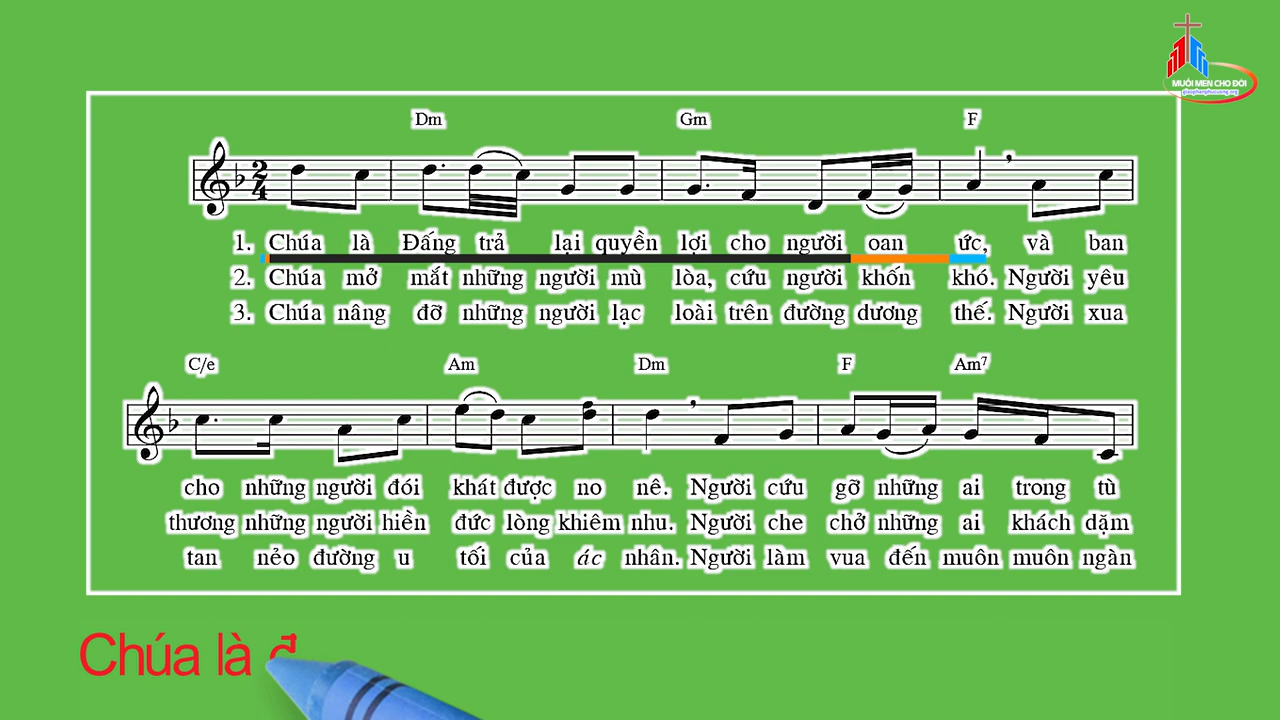 MUỐI MEN CHO ĐỜI
giaophanphucuong.org
Dm Gm F
2
4
1. Chúa là Đấng trả lại quyền lợi cho người oan ức, và ban
2. Chúa mở mắt những người mù lòa, cứu người khốn khó. Người yêu
3. Chúa nâng đỡ những người lạc loài trên đường dương thế. Người xua
C/e Am Dm F Am7
cho những người đói khát được no nê. Người cứu gỡ những ai trong tù
thương những người hiền đức lòng khiêm nhu. Người che chở những ai khách dặm
tan nẻo đường u tối của ác nhân. Người làm vua đến muôn muôn ngàn
Chúa là đ